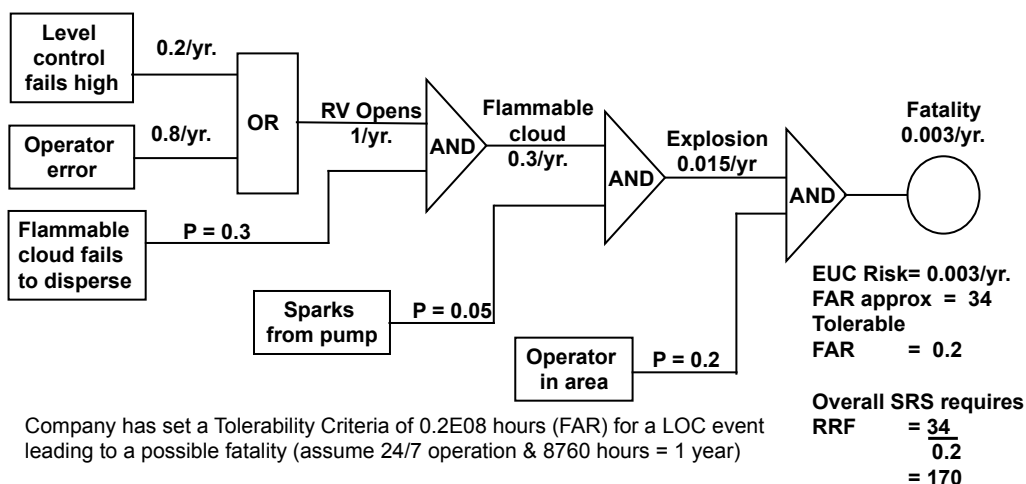 Level
control
fails high
0.2/yr.
Operator
error
0.8/yr.
OR
RV Opens
1/yr.
Flammable
cloud fails
to disperse
P = 0.3
AND
Flammable
cloud
0.3/yr.
Sparks
from pump
P = 0.05
AND
Explosion
0.015/yr
Operator
in area
P = 0.2
AND
Fatality
0.003/yr.
EUC Risk= 0.003/yr.
FAR approx = 34
Tolerable
FAR = 0.2
Overall SRS requires
RRF = 34
0.2
= 170
Company has set a Tolerability Criteria of 0.2E08 hours (FAR) for a LOC event
leading to a possible fatality (assume 24/7 operation & 8760 hours = 1 year)